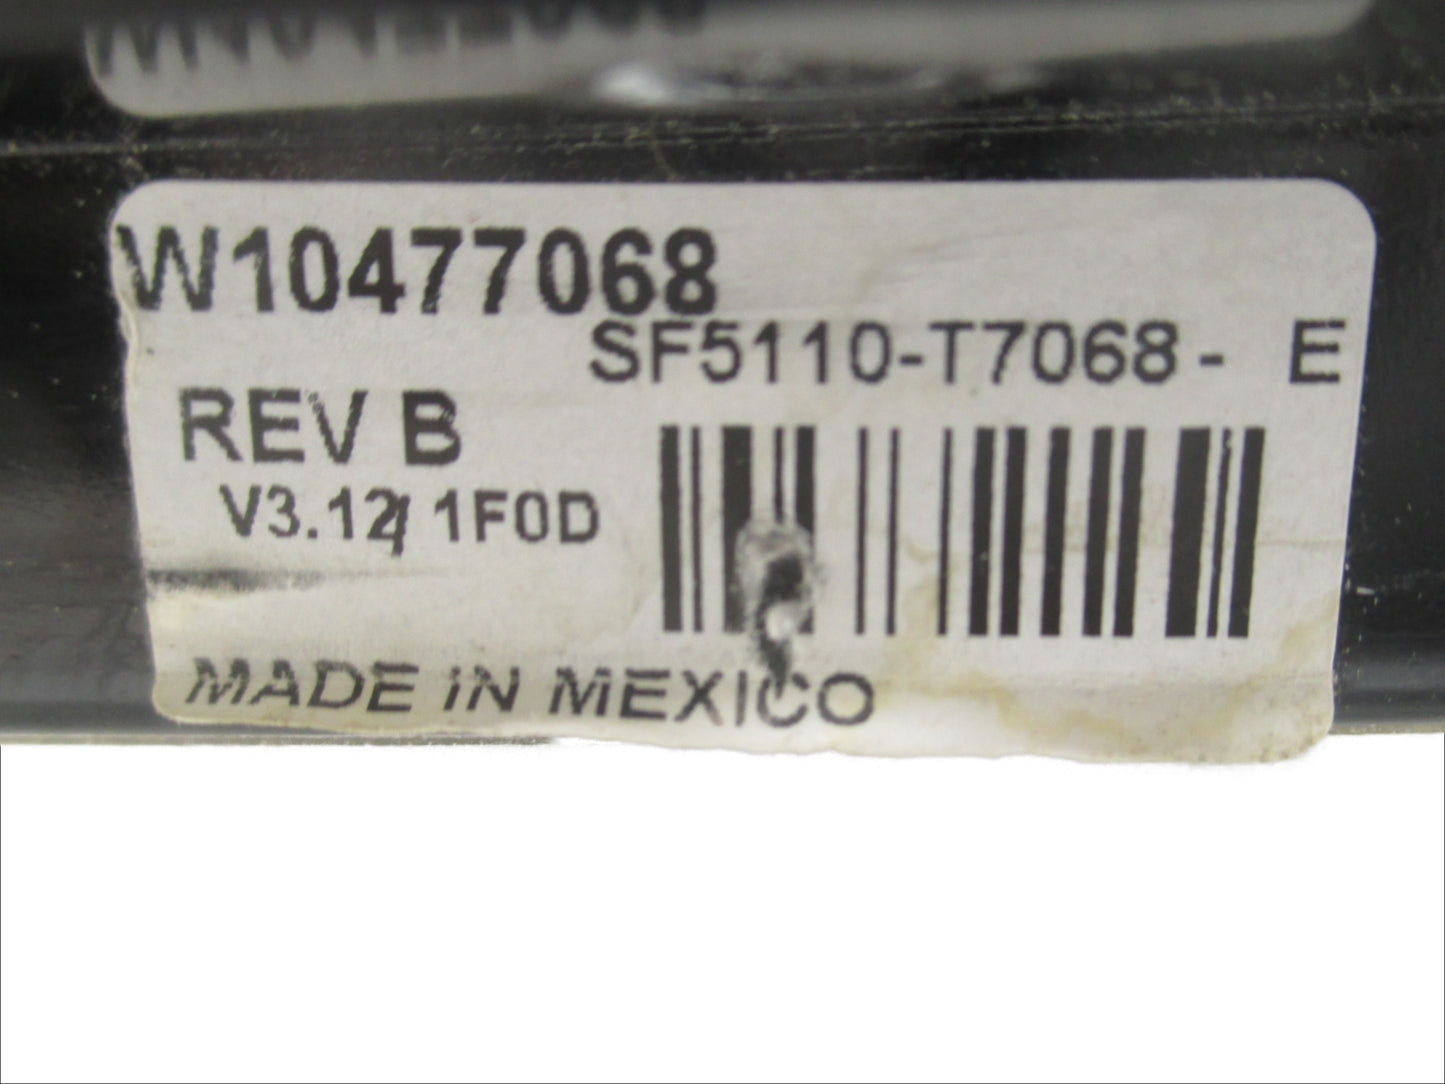 W10477068
SF5110-T7068- E
REV B
V3.12, 1F0D
MADE IN MEXICO